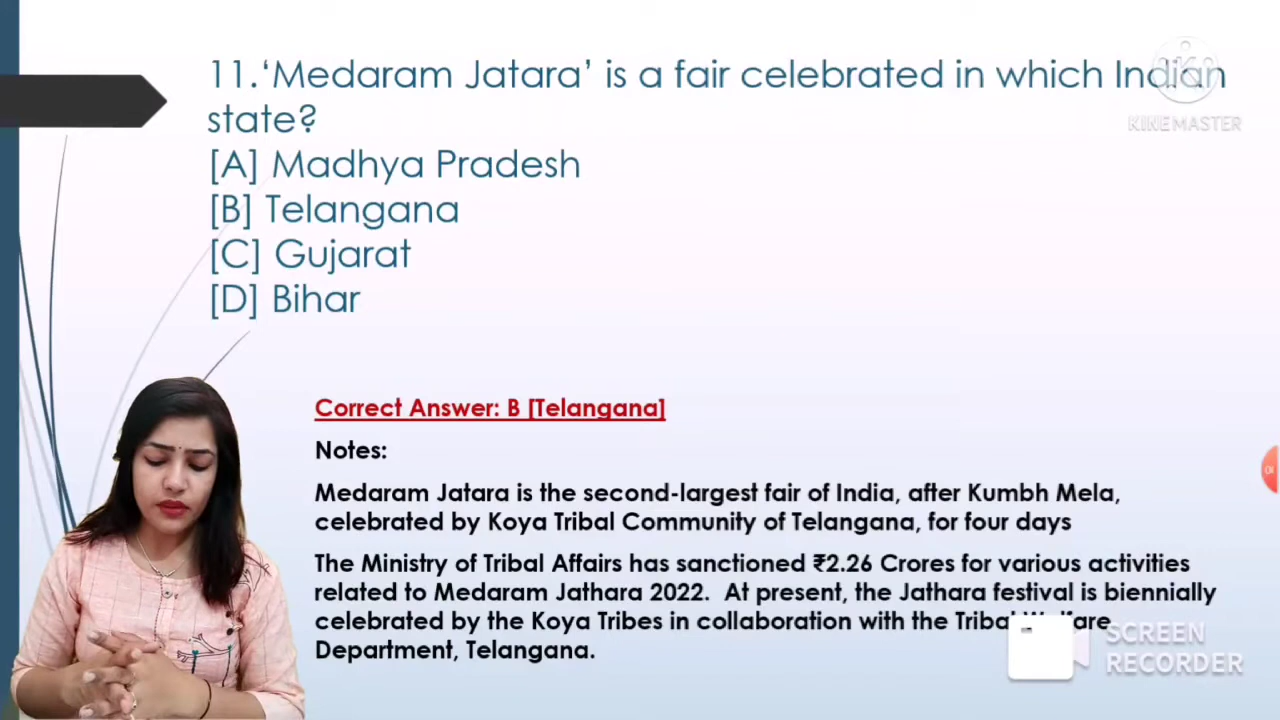 11.‘Medaram Jatara’ is a fair celebrated in which Indian
state?
[A] Madhya Pradesh
[B] Telangana
[C] Gujarat
[D] Bihar
KINEMASTER
Correct Answer: B [Telangana]
Notes:
Medaram Jatara is the second-largest fair of India, after Kumbh Mela,
celebrated by Koya Tribal Community of Telangana, for four days
The Ministry of Tribal Affairs has sanctioned ₹2.26 Crores for various activities
related to Medaram Jathara 2022.  At present, the Jathara festival is biennially
celebrated by the Koya Tribes in collaboration with the Tribal Welfare
Department, Telangana.
SCREEN
RECORDER